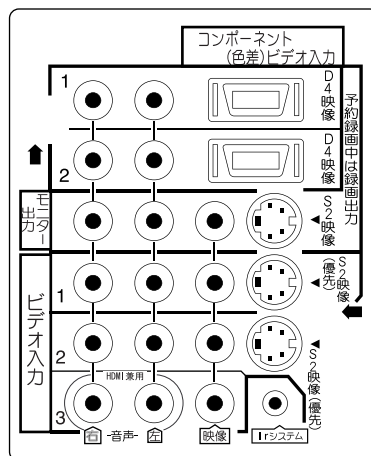 コンポーネント
(色差)ビデオ入力
1
D4映像
2
D4映像
予約録画中は録画出力
モニター
出力
S2映像
ビデオ入力
1
S2映像
(優先)
2
S2映像(優先)
HDMI 兼用
3
右 -音声- 左
映像
Irシステム